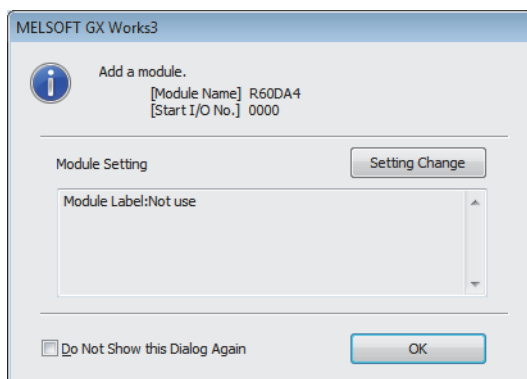 MELSOFT GX Works3
Add a module.
[Module Name] R60DA4
[Start I/O No.] 0000
Module Setting
Setting Change
Module Label:Not use
Do Not Show this Dialog Again
OK